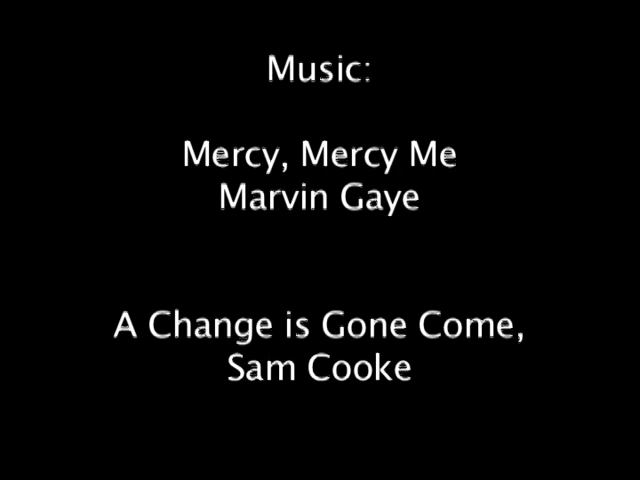 Music:
Mercy, Mercy Me
Marvin Gaye
A Change is Gone Come,
Sam Cooke